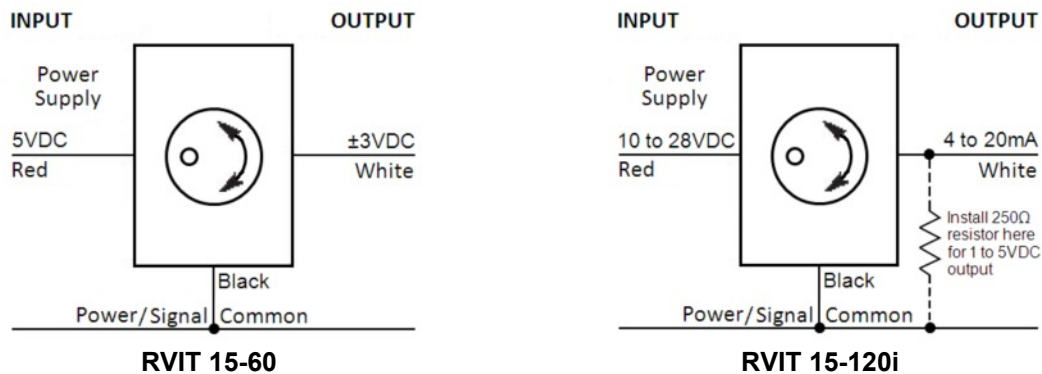 INPUT
OUTPUT
Power
Supply
5VDC
Red
±3VDC
White
Black
Power/Signal Common
RVIT 15-60
INPUT
OUTPUT
Power
Supply
10 to 28VDC
Red
4 to 20mA
White
Install 250Ω
resistor here
for 1 to 5VDC
output
Black
Power/Signal Common
RVIT 15-120i